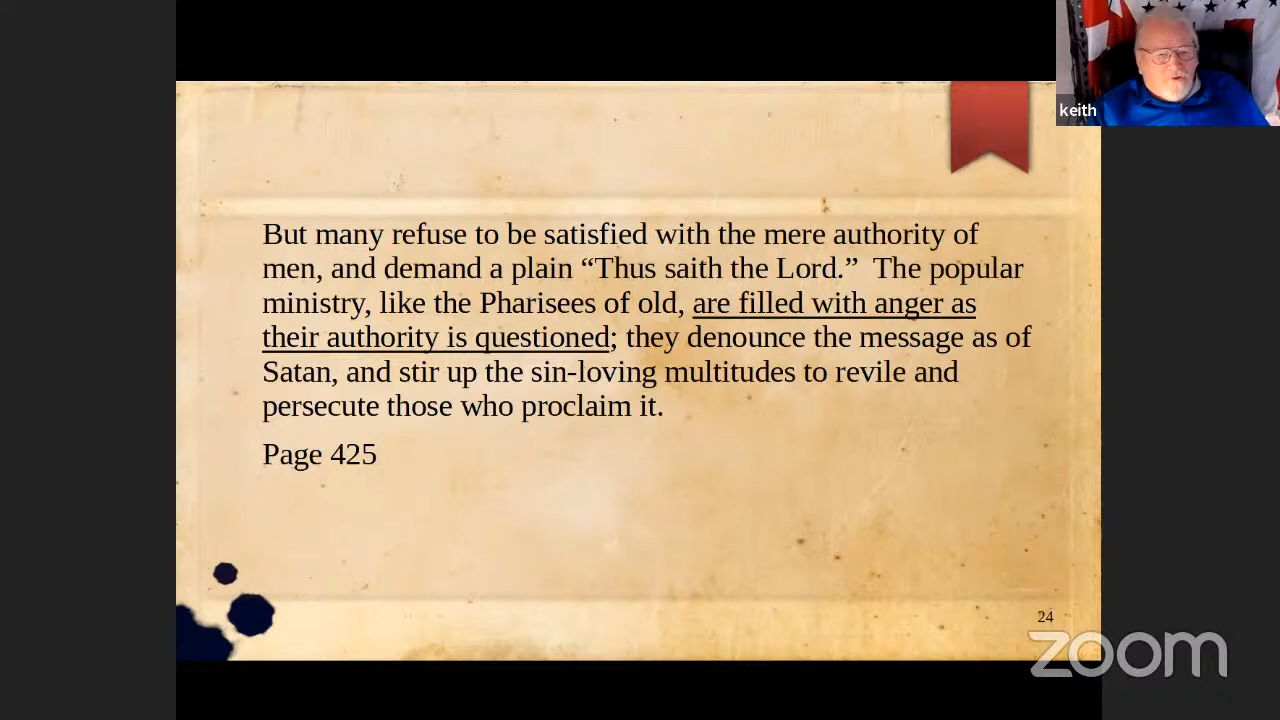 keith
But many refuse to be satisfied with the mere authority of
men, and demand a plain “Thus saith the Lord.”  The popular
ministry, like the Pharisees of old, are filled with anger as
their authority is questioned; they denounce the message as of
Satan, and stir up the sin-loving multitudes to revile and
persecute those who proclaim it.
Page 425
24
zoom